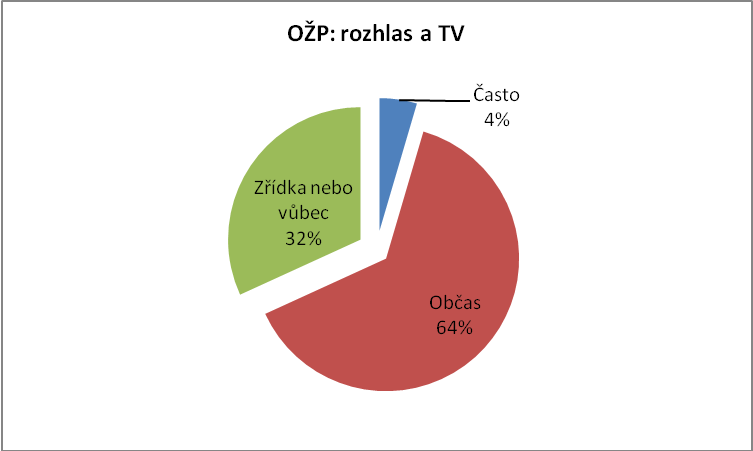 OŽP: rozhlas a TV
Často
4%
Zřídka nebo
vůbec
32%
Občas
64%